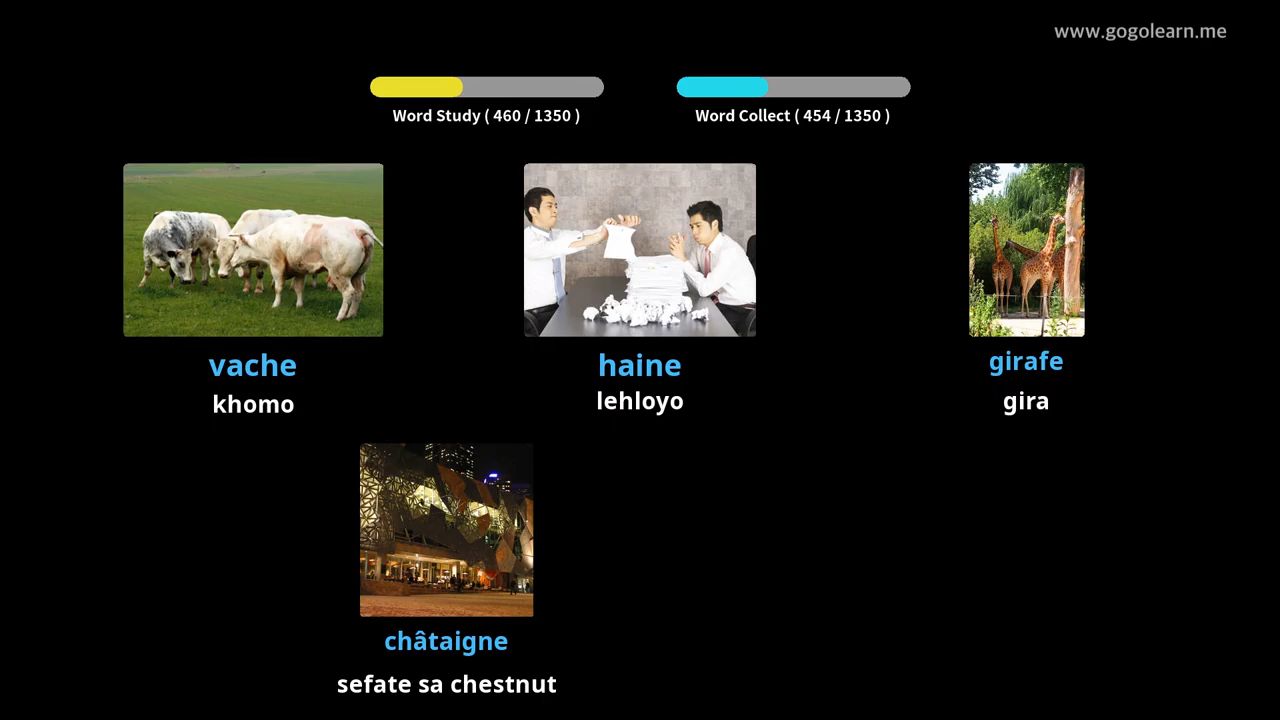 www.gogolearn.me
Word Study ( 460 / 1350 )
Word Collect ( 454 / 1350 )
vache
khomo
haine
lehloyo
girafe
gira
châtaigne
sefate sa chestnut